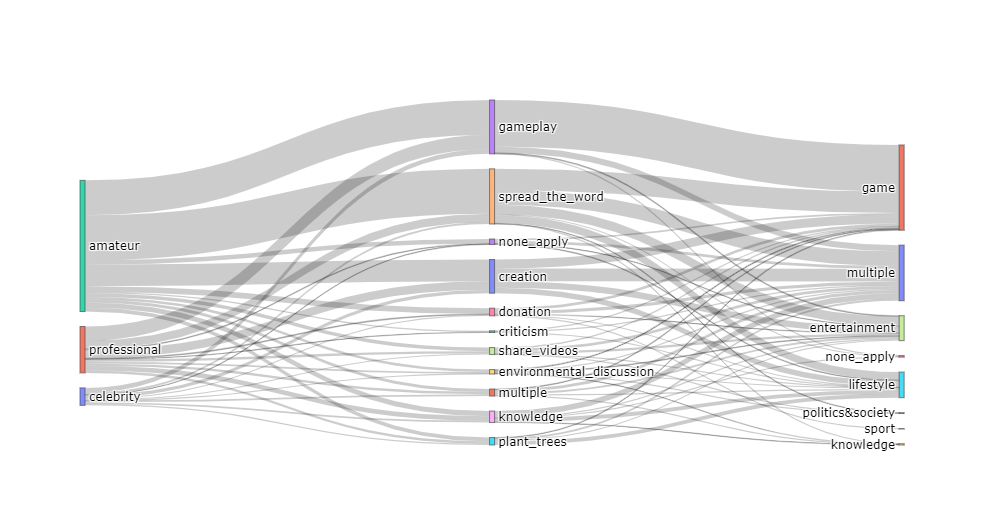 amateur
professional
celebrity
gameplay
spread_the_word
none_apply
creation
donation
criticism
share_videos
environmental_discussion
multiple
knowledge
plant_trees
game
multiple
entertainment
none_apply
lifestyle
politics&society
sport
knowledge